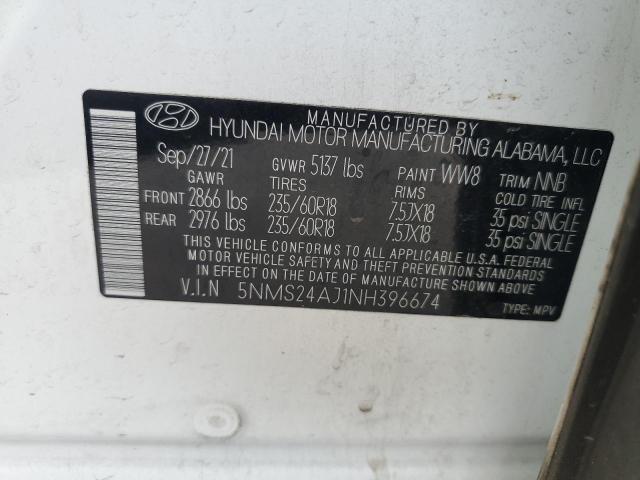 MANUFACTURED BY
HYUNDAI MOTOR MANUFACTURING ALABAMA, LLC
Sep/27/21 GVWR 5137 lbs PAINT WW8 TRIM NNB
GAWR TIRES RIMS COLD TIRE INFL
FRONT 2866 lbs 235/60R18 7.5JX18 35 psi SINGLE
REAR 2976 lbs 235/60R18 7.5JX18 35 psi SINGLE
THIS VEHICLE CONFORMS TO ALL APPLICABLE U.S.A. FEDERAL
MOTOR VEHICLE SAFETY AND THEFT PREVENTION STANDARDS
IN EFFECT ON THE DATE OF MANUFACTURE SHOWN ABOVE
V.I.N 5NMS24AJ1NH396674 TYPE: MPV